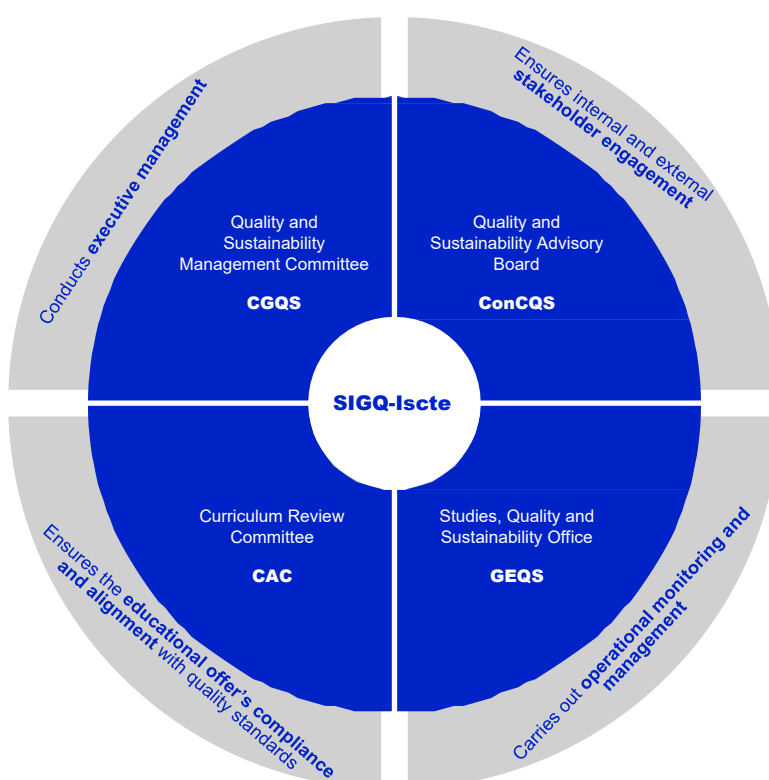 Conducts executive management
Ensures internal and external
stakeholder engagement
Quality and
Sustainability
Management Committee
CGQS
Quality and
Sustainability Advisory
Board
ConCQS
SIGQ-Iscte
Curriculum Review
Committee
CAC
Studies, Quality and
Sustainability Office
GEQS
Ensures the educational offer's compliance
and alignment with quality standards
Carries out operational monitoring and
management